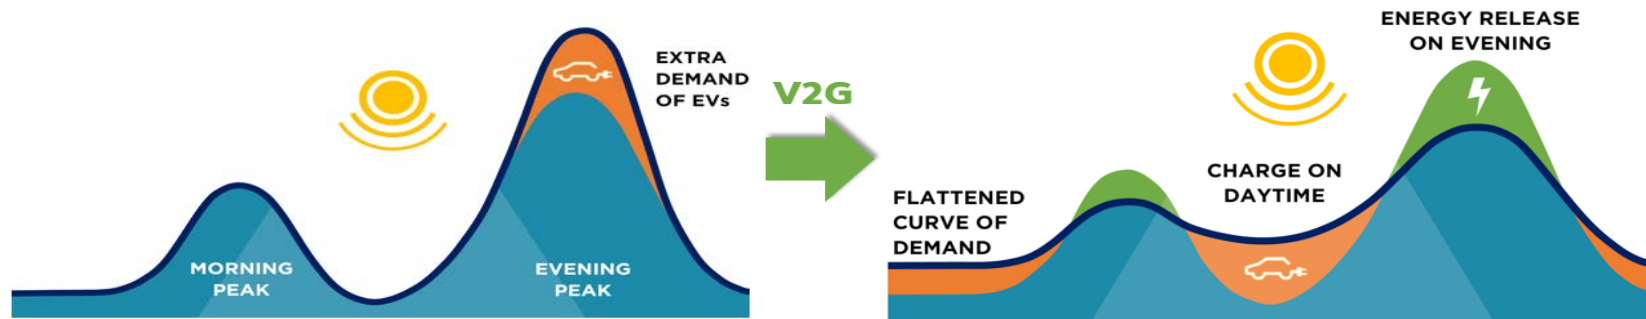 EXTRA
DEMAND
OF EVs
MORNING
PEAK
EVENING
PEAK
V2G
ENERGY RELEASE
ON EVENING
CHARGE ON
DAYTIME
FLATTENED
CURVE OF
DEMAND